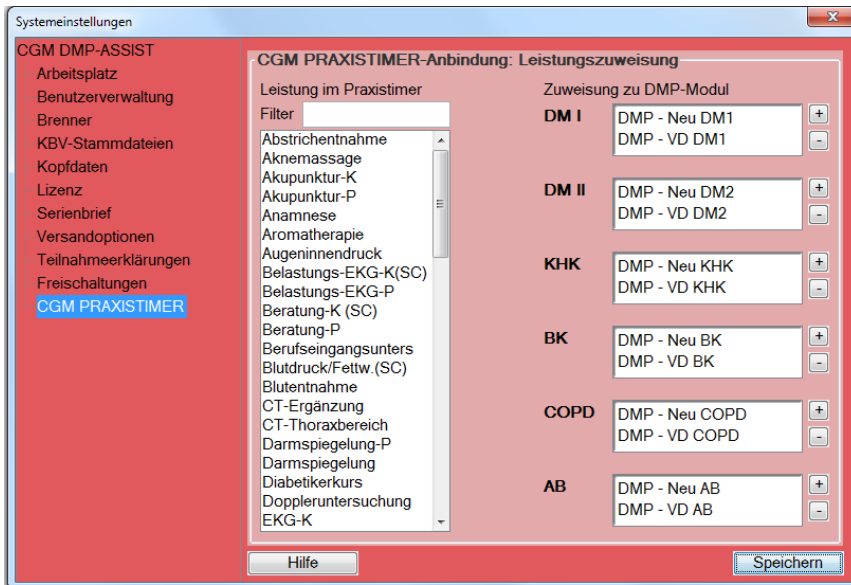 Systemeinstellungen
x
CGM DMP-ASSIST
Arbeitsplatz
Benutzerverwaltung
Brenner
KBV-Stammdateien
Kopfdaten
Lizenz
Serienbrief
Versandoptionen
Teilnahmeerklärungen
Freischaltungen
CGM PRAXISTIMER
CGM PRAXISTIMER-Anbindung: Leistungszuweisung
Leistung im Praxistimer
Filter
Abstrichentnahme
Aknemassage
Akupunktur-K
Akupunktur-P
Anamnese
Aromatherapie
Augeninnendruck
Belastungs-EKG-K(SC)
Belastungs-EKG-P
Beratung-K (SC)
Beratung-P
Berufseingangsunters
Blutdruck/Fettw.(SC)
Blutentnahme
CT-Ergänzung
CT-Thoraxbereich
Darmspiegelung-P
Darmspiegelung
Diabetikerkurs
Doppleruntersuchung
EKG-K
Zuweisung zu DMP-Modul
DM I
DMP - Neu DM1
DMP - VD DM1
+
-
DM II
DMP - Neu DM2
DMP - VD DM2
+
-
KHK
DMP - Neu KHK
DMP - VD KHK
+
-
BK
DMP - Neu BK
DMP - VD BK
+
-
COPD
DMP - Neu COPD
DMP - VD COPD
+
-
AB
DMP - Neu AB
DMP - VD AB
+
-
Hilfe
Speichern